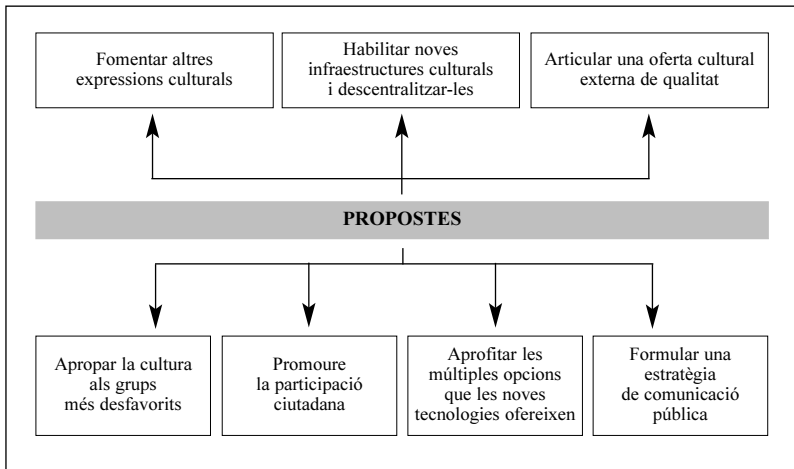 Fomentar altres
expressions culturals
Habilitar noves
infraestructures culturals
i descentralitzar-les
Articular una oferta cultural
externa de qualitat
PROPOSTES
Apropar la cultura
als grups
més desfavorits
Promoure
la participació
ciutadana
Aprofitar les
múltiples opcions
que les noves
tecnologies ofereixen
Formular una
estratègia
de comunicació
pública